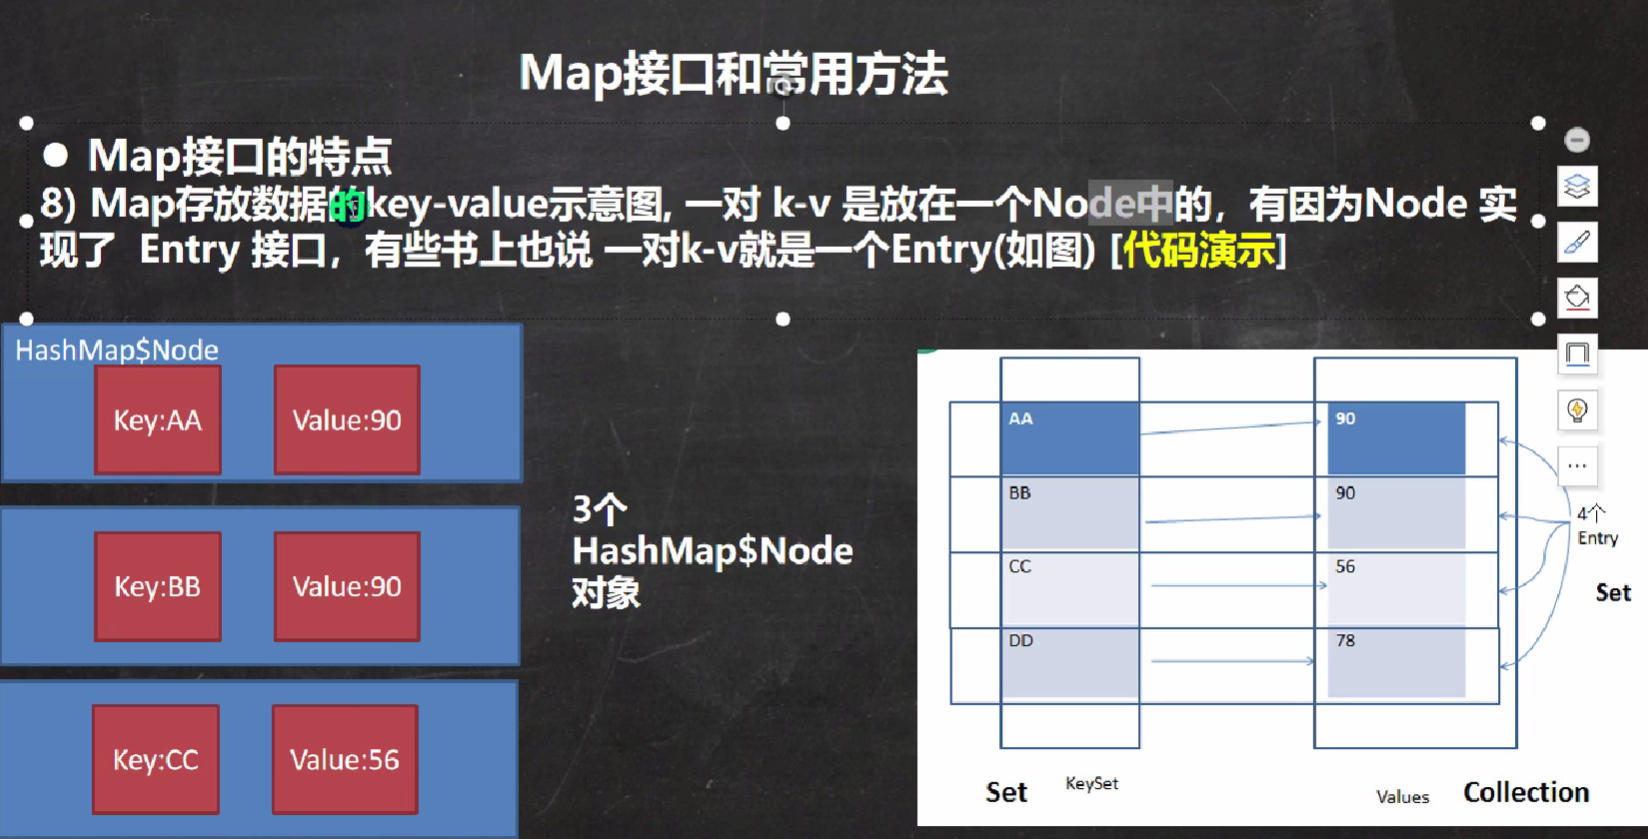 Map接口和常用方法
● Map接口的特点
8) Map存放数据的key-value示意图, 一对 k-v 是放在一个Node中的，有因为Node 实
现了 Entry 接口，有些书上也说 一对k-v就是一个Entry(如图) [代码演示]
HashMap$Node
Key:AA
Value:90
Key:BB
Value:90
Key:CC
Value:56
3个
HashMap$Node
对象
AA
90
BB
90
CC
56
DD
78
4个
Entry
Set
Set
KeySet
Values
Collection